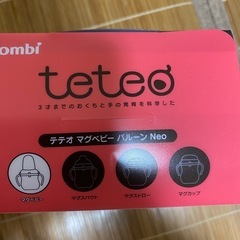 ombi
teteo
3才までのおくちと手の発育を科学した
テテオ マグベビー バルーン Neo
マグベビー
マグスパウト
マグストロー
マグカップ